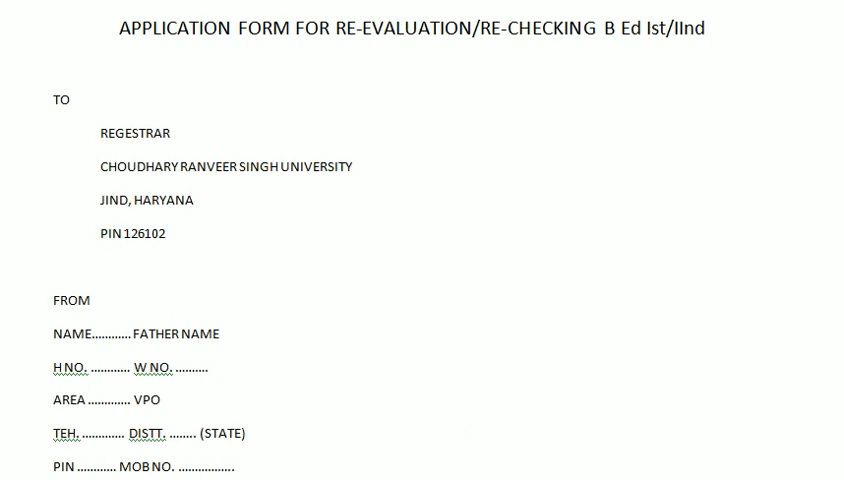 APPLICATION FORM FOR RE-EVALUATION/RE-CHECKING B Ed Ist/IInd
TO
REGESTRAR
CHOUDHARY RANVEER SINGH UNIVERSITY
JIND, HARYANA
PIN 126102
FROM
NAME............ FATHER NAME
H NO. ............ W NO. ..........
AREA ............. VPO
TEH. ............. DISTT. ........ (STATE)
PIN ............ MOB NO. .................